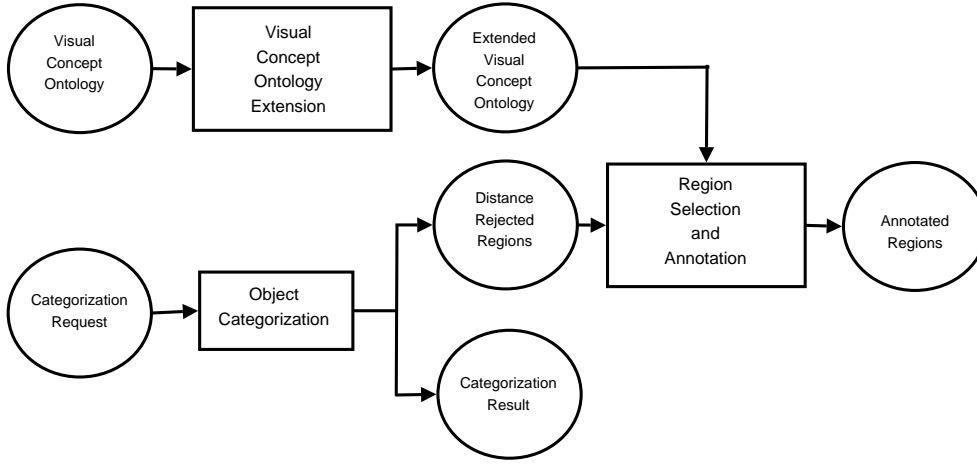 Visual
Concept
Ontology
Visual
Concept
Ontology
Extension
Extended
Visual
Concept
Ontology
Distance
Rejected
Regions
Region
Selection
and
Annotation
Annotated
Regions
Categorization
Request
Object
Categorization
Categorization
Result